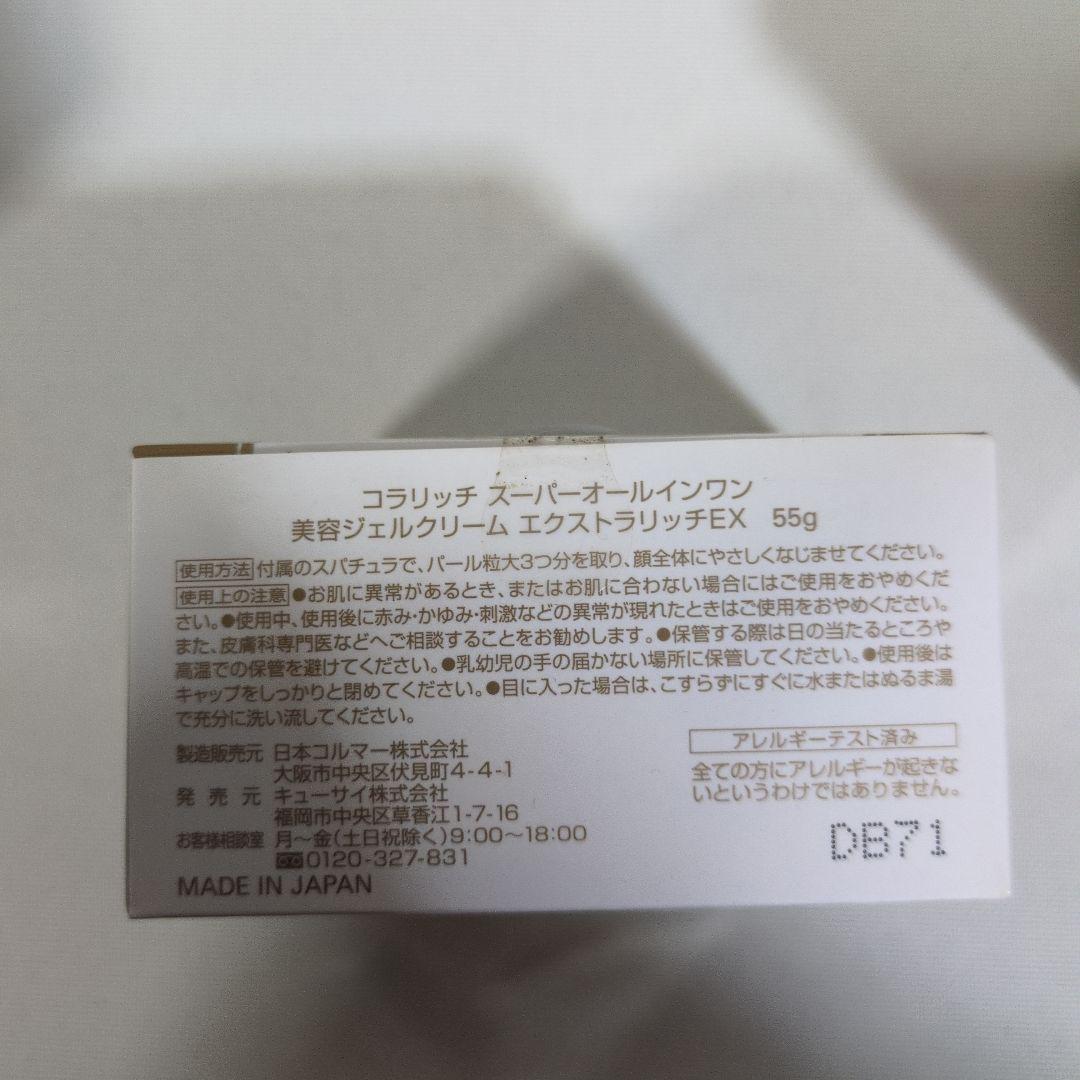 コラリッチ スーパーオールインワン
美容ジェルクリーム エクストラリッチEX 55g
使用方法 付属のスパチュラで、パール粒大3つ分を取り、顔全体にやさしくなじませてください。
使用上の注意 ●お肌に異常があるとき、またはお肌に合わない場合にはご使用をおやめくだ
さい。●使用中、使用後に赤み・かゆみ・刺激などの異常が現れたときはご使用をおやめください。
また、皮膚科専門医などへご相談することをお勧めします。●保管する際は日の当たるところや
高温での保管を避けてください。●乳幼児の手の届かない場所に保管してください。●使用後は
キャップをしっかりと閉めてください。●目に入った場合は、こすらずにすぐに水またはぬるま湯
で充分に洗い流してください。
製造販売元 日本コルマー株式会社
大阪市中央区伏見町4-4-1
発売元 キューサイ株式会社
福岡市中央区草香江1-7-16
お客様相談室 月～金(土日祝除く)9:00～18:00
0120-327-831
MADE IN JAPAN
アレルギーテスト済み
全ての方にアレルギーが起きな
いというわけではありません。
DB71